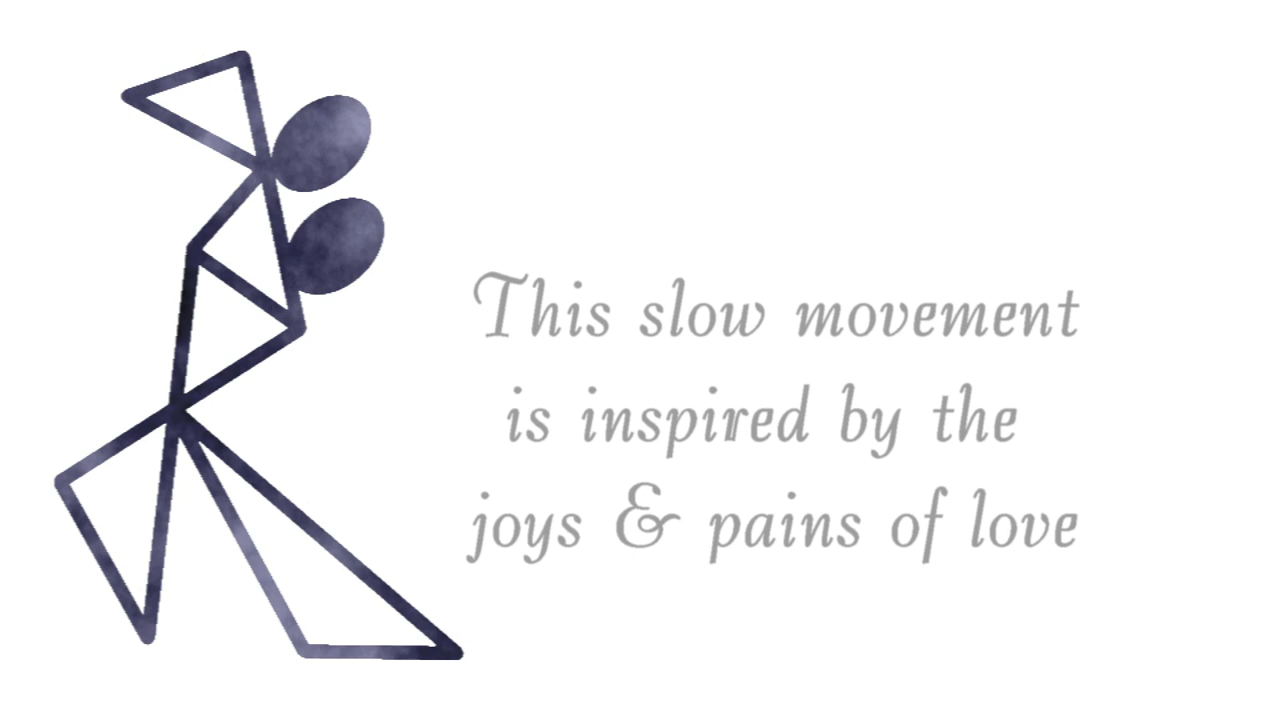 This slow movement
is inspired by the
joys & pains of love